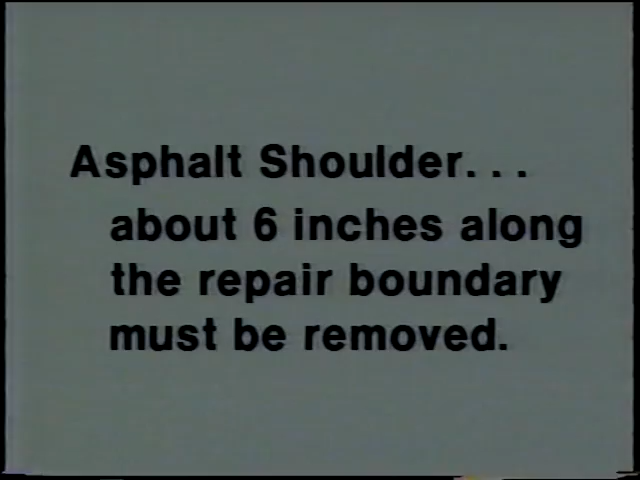 Asphalt Shoulder...
about 6 inches along
the repair boundary
must be removed.